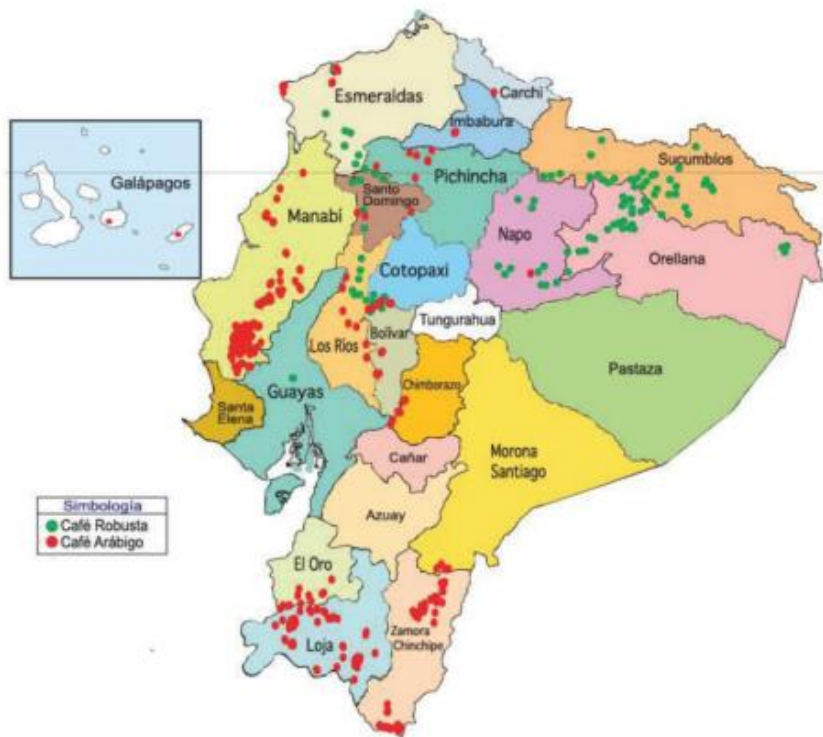 Esmeraldas
Carchi
Imbabura
Sucumbios
Galápagos
Pichincha
Santo
Domingo
Manabí
Napo
Orellana
Cotopaxi
Tungurahua
Los Ríos
Bolívar
Pastaza
Chimborazo
Guayas
Santa
Elena
Morona
Santiago
Cañar
Simbología
Café Robusta
Café Arábigo
Azuay
El Oro
Loja
Zamora
Chinchipe